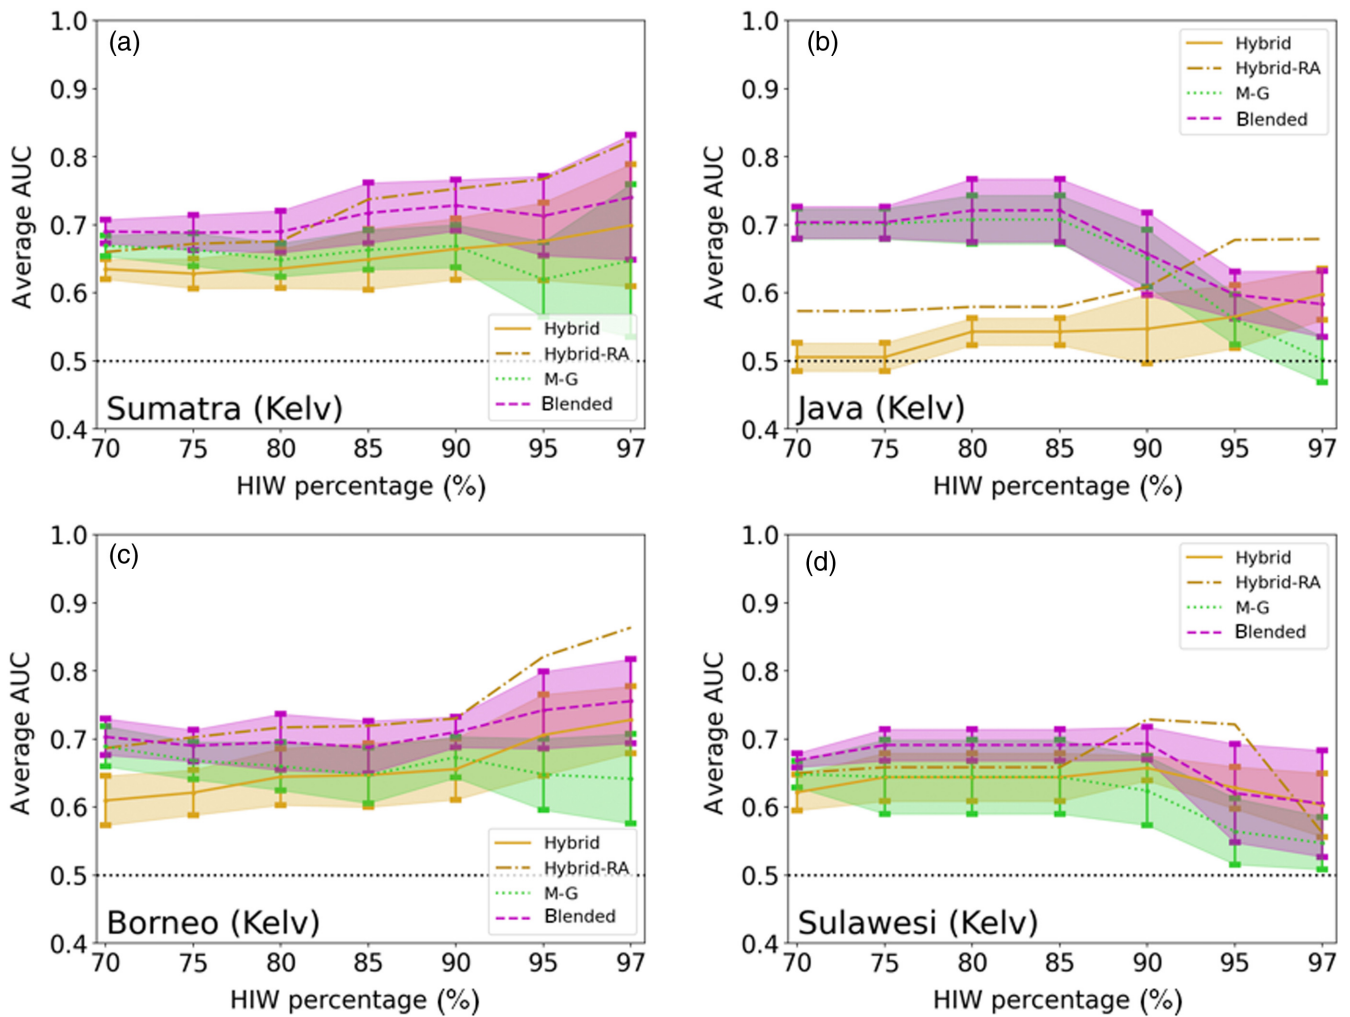 (a)
1.0
0.9
0.8
0.7
0.6
0.5
0.4
Average AUC
Hybrid
Hybrid-RA
M-G
Blended
Sumatra (Kelv)
70 75 80 85 90 95 97
HIW percentage (%)
(b)
1.0
0.9
0.8
0.7
0.6
0.5
0.4
Average AUC
Hybrid
Hybrid-RA
M-G
Blended
Java (Kelv)
70 75 80 85 90 95 97
HIW percentage (%)
(c)
1.0
0.9
0.8
0.7
0.6
0.5
0.4
Average AUC
Hybrid
Hybrid-RA
M-G
Blended
Borneo (Kelv)
70 75 80 85 90 95 97
HIW percentage (%)
(d)
1.0
0.9
0.8
0.7
0.6
0.5
0.4
Average AUC
Hybrid
Hybrid-RA
M-G
Blended
Sulawesi (Kelv)
70 75 80 85 90 95 97
HIW percentage (%)